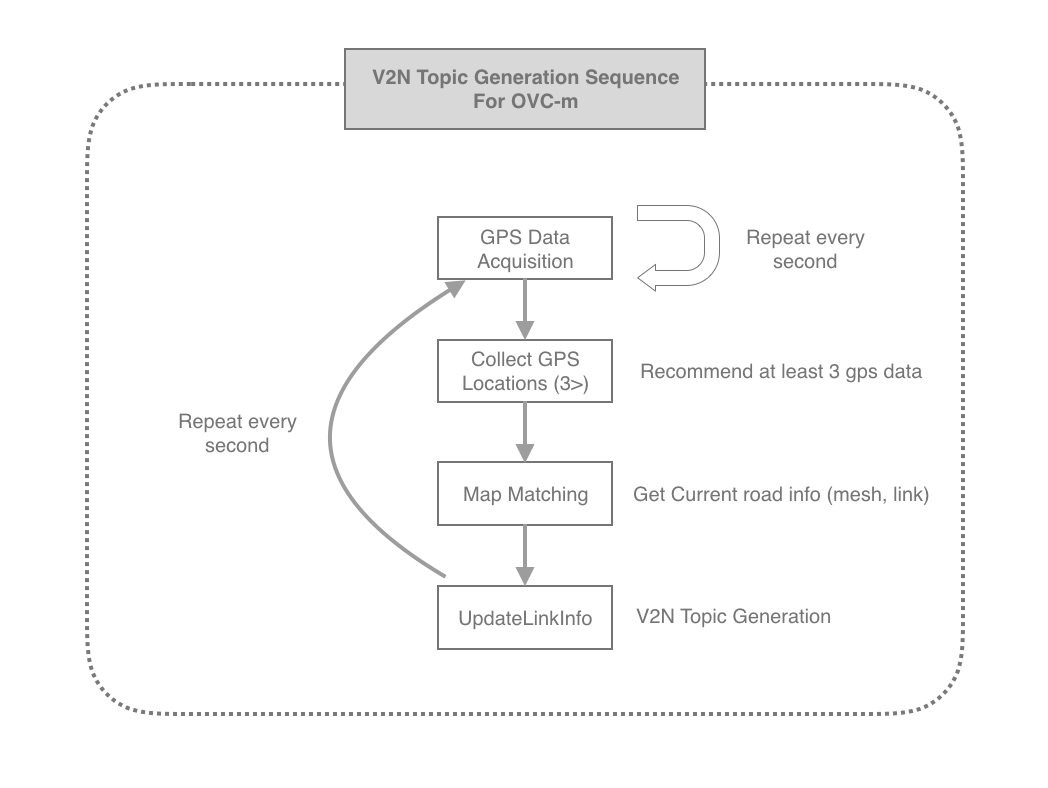 V2N Topic Generation Sequence
For OVC-m
GPS Data
Acquisition
Repeat every
second
Collect GPS
Locations (3>)
Recommend at least 3 gps data
Repeat every
second
Map Matching
Get Current road info (mesh, link)
UpdateLinkInfo
V2N Topic Generation